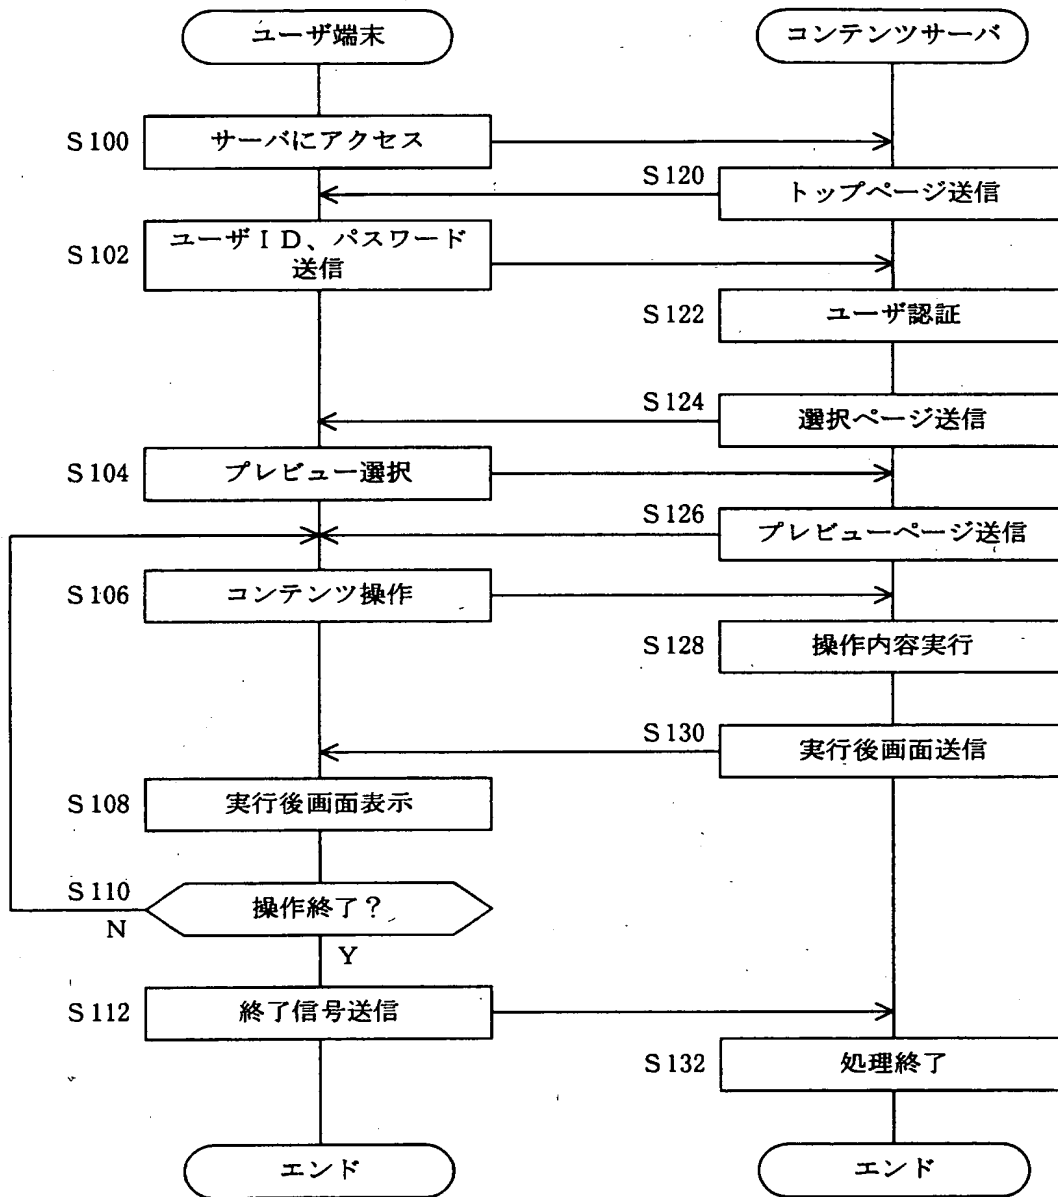 ユーザ端末
コンテンツサーバ
S100
サーバにアクセス
S120
トップページ送信
S102
ユーザID、パスワード
送信
S122
ユーザ認証
S124
選択ページ送信
S104
プレビュー選択
S126
プレビューページ送信
S106
コンテンツ操作
S128
操作内容実行
S130
実行後画面送信
S108
実行後画面表示
S110
操作終了?
N
Y
S112
終了信号送信
S132
処理終了
エンド
エンド